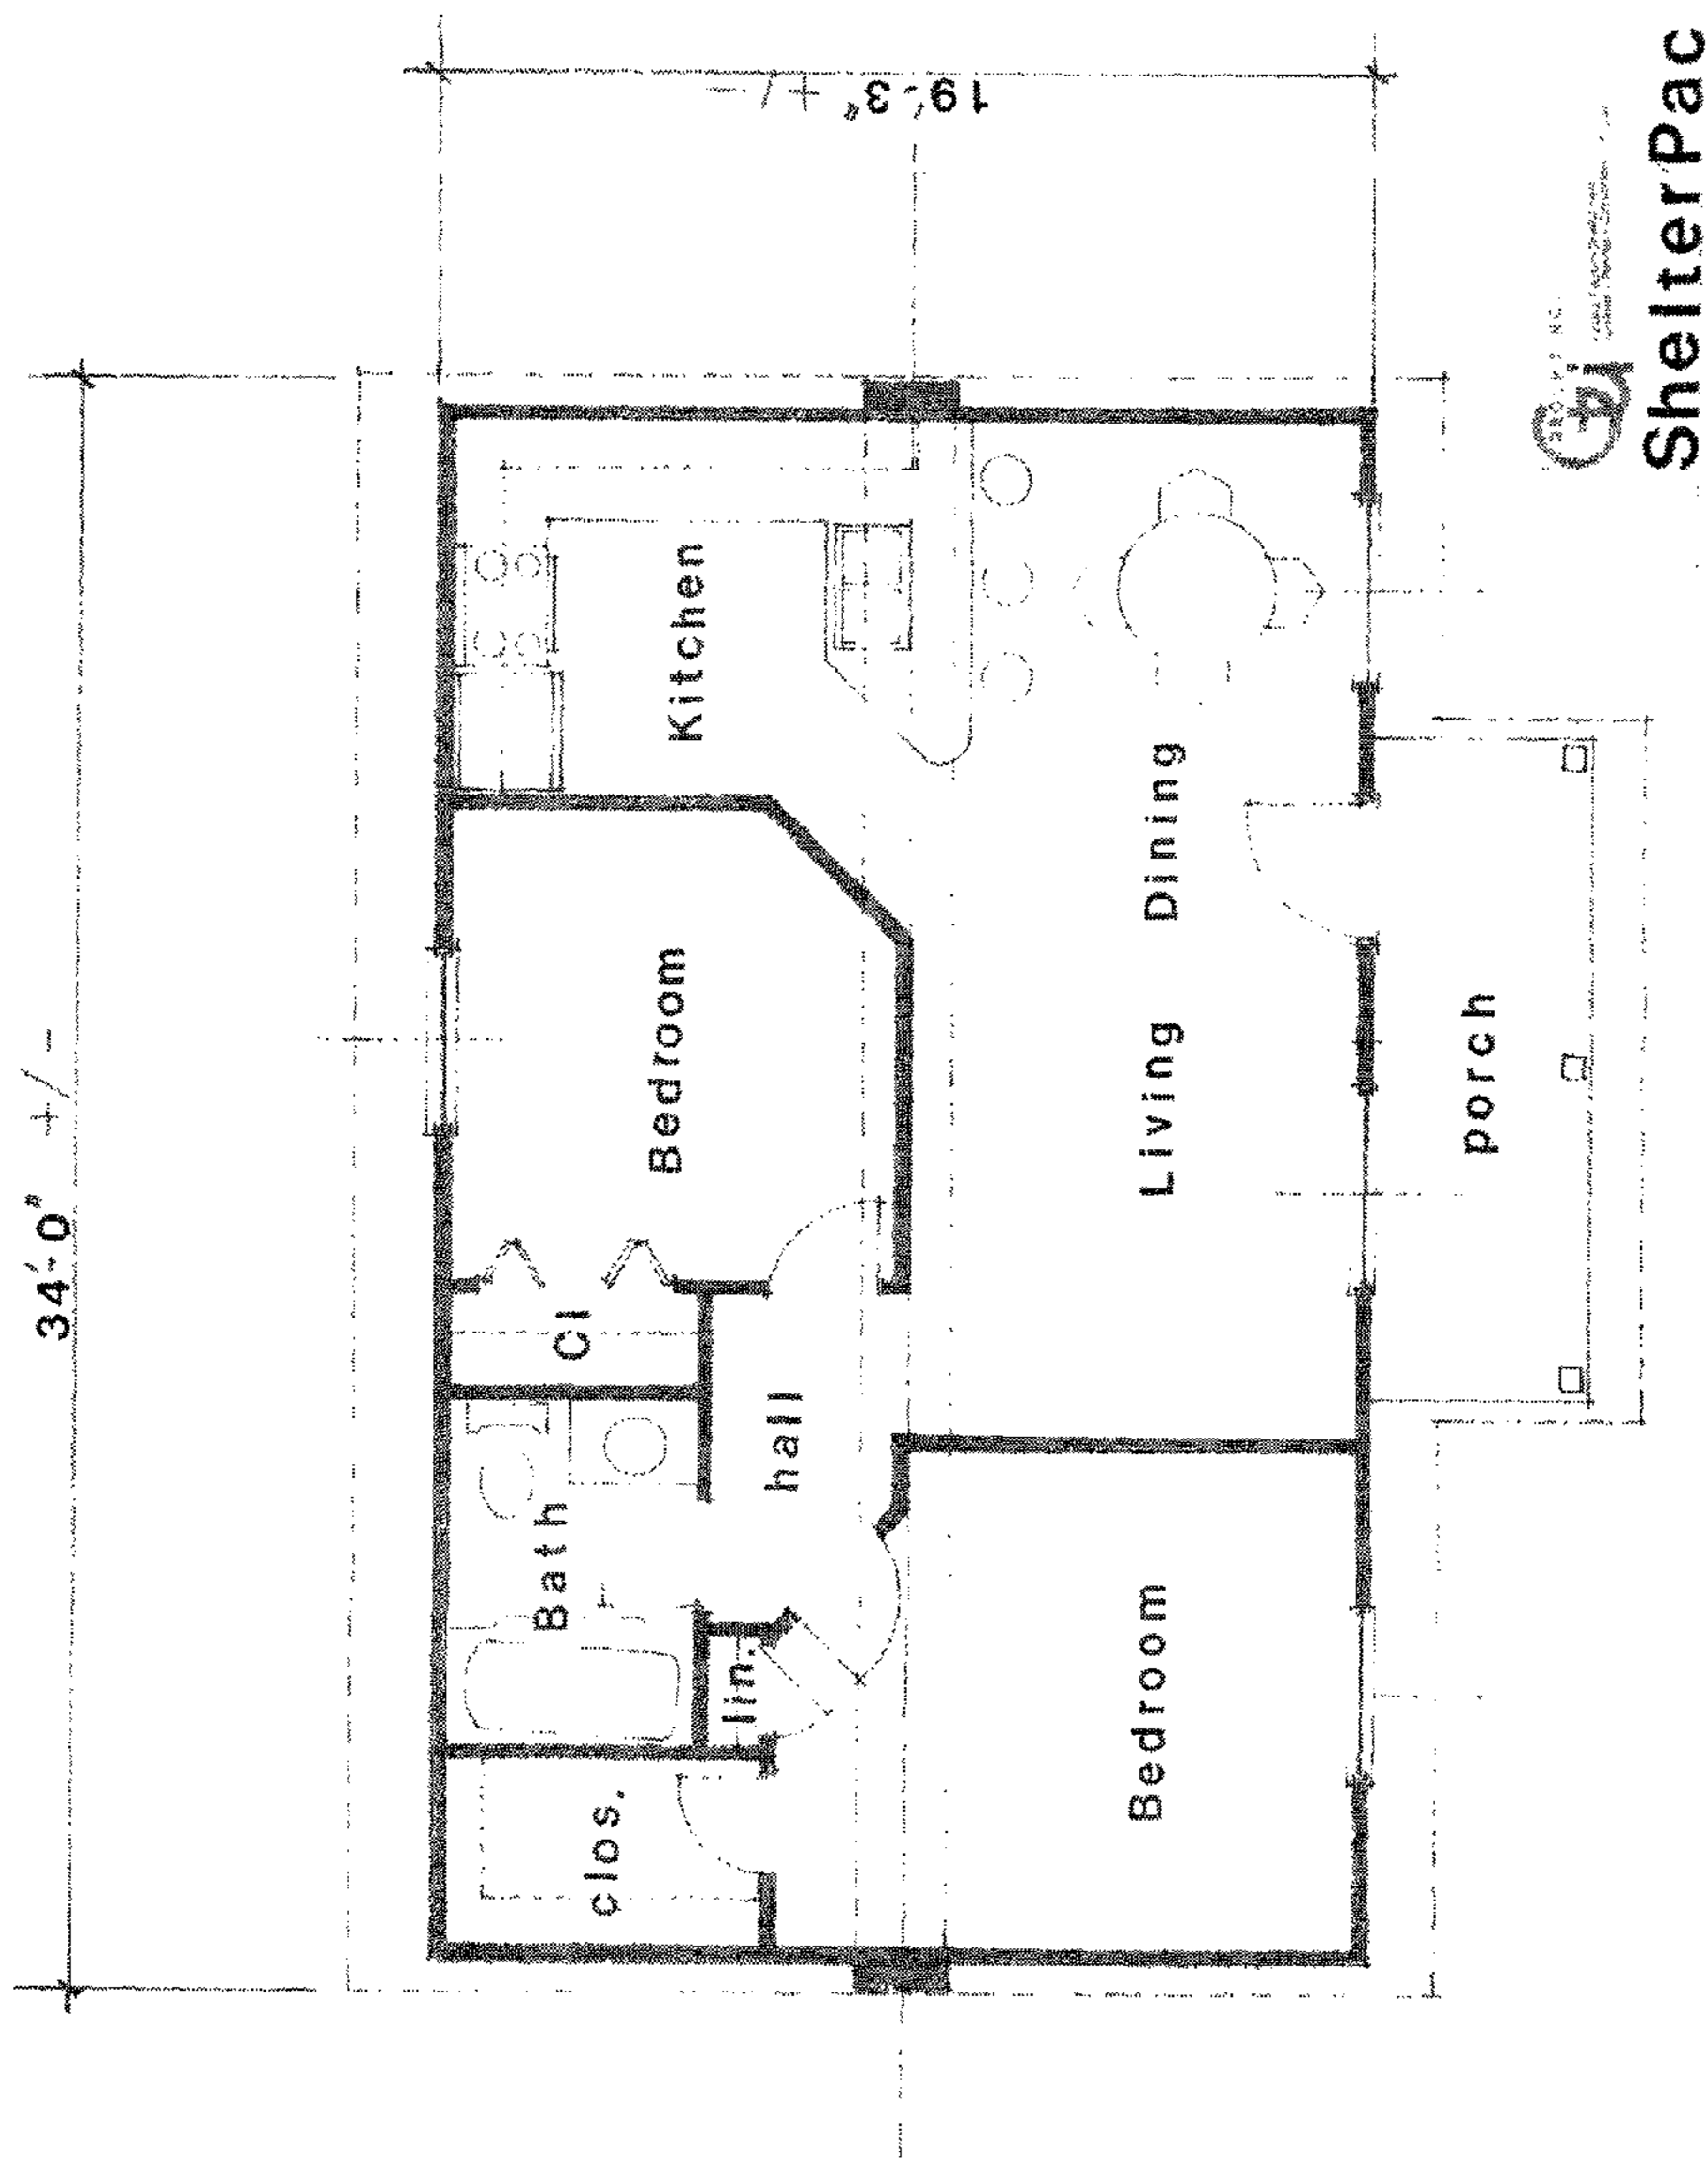 34'-0" +/-
19'-3" +/-
clos.
Bath
lin.
Cl
hall
Bedroom
Kitchen
Bedroom
Living Dining
porch
ShelterPac